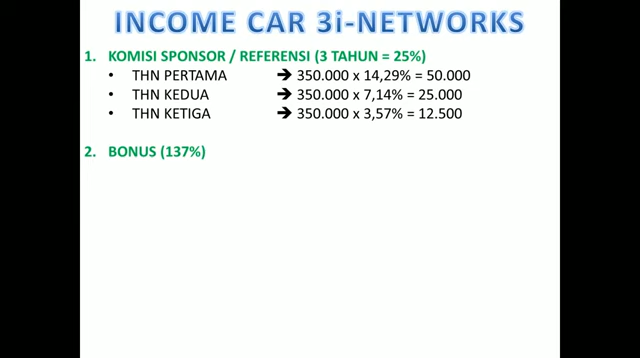 INCOME CAR 3i-NETWORKS
1. KOMISI SPONSOR / REFERENSI (3 TAHUN = 25%)
• THN PERTAMA ➔ 350.000 x 14,29% = 50.000
• THN KEDUA ➔ 350.000 x 7,14% = 25.000
• THN KETIGA ➔ 350.000 x 3,57% = 12.500
2. BONUS (137%)